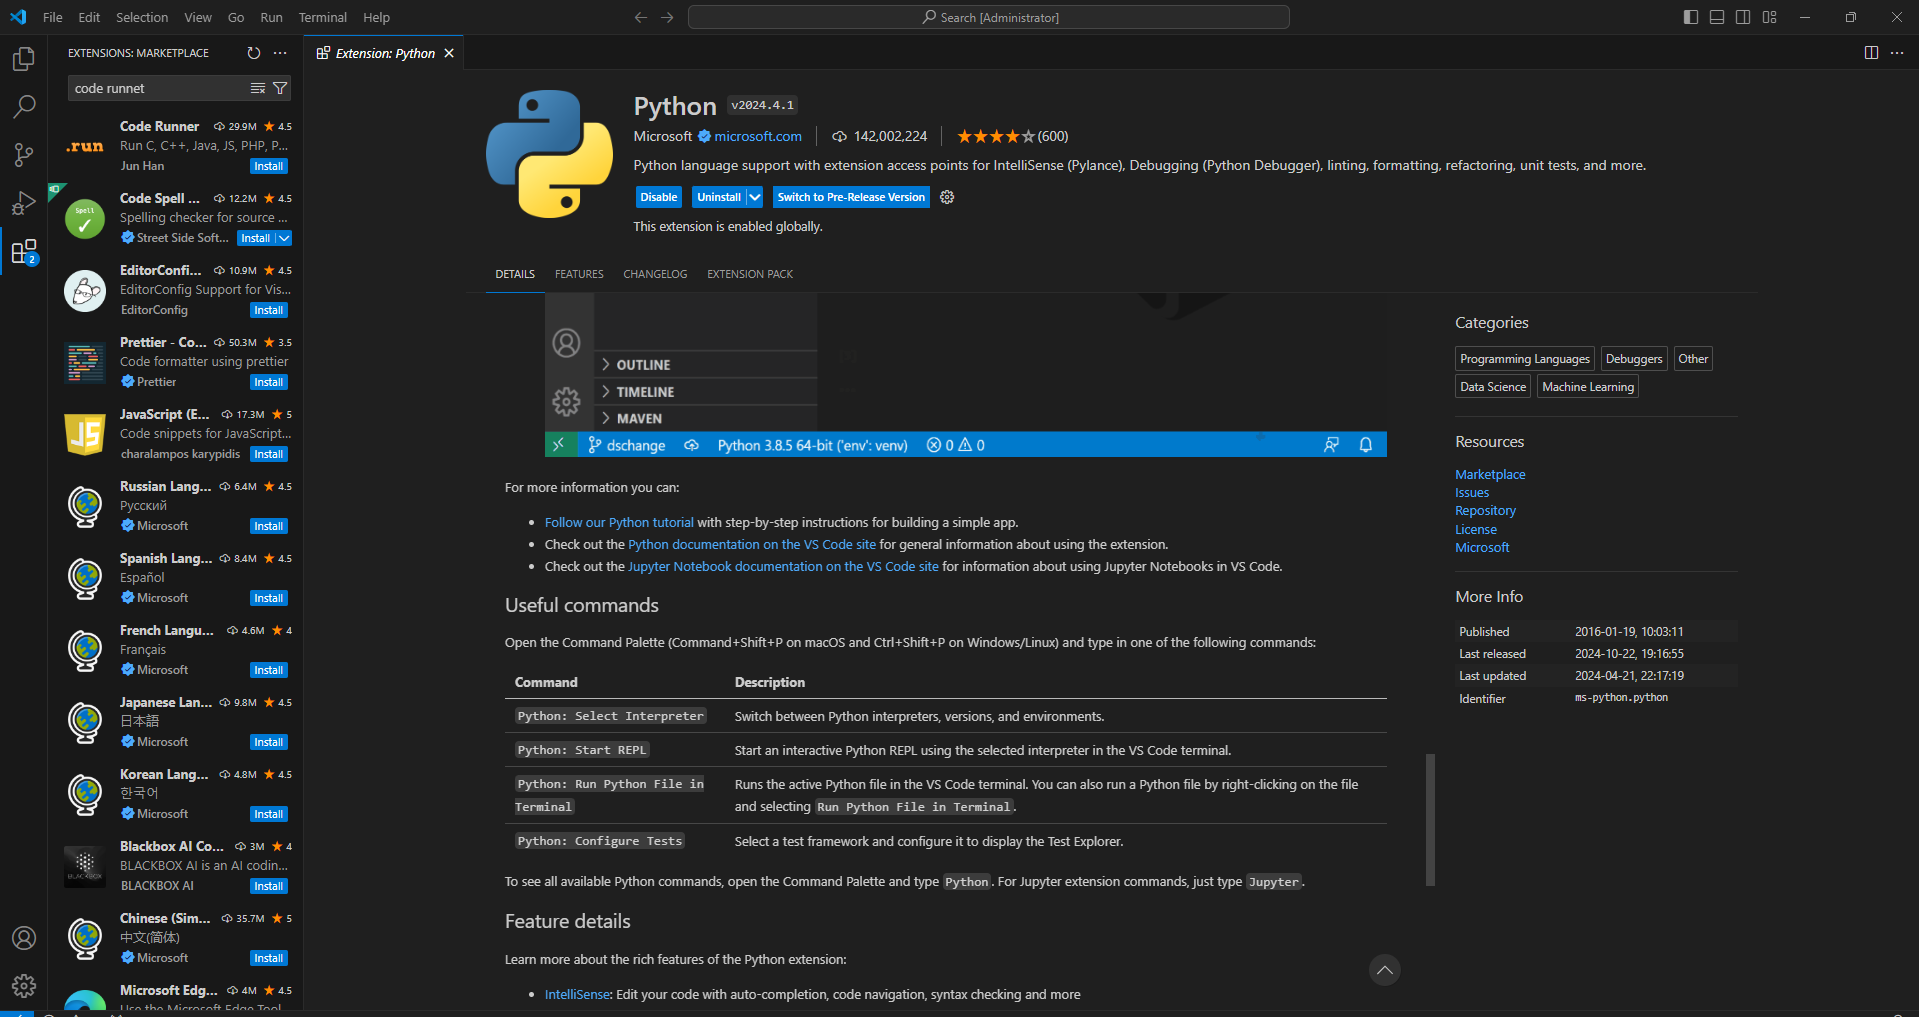 File Edit Selection View Go Run Terminal Help
Search [Administrator]
EXTENSIONS: MARKETPLACE
code runnet
Code Runner 29.9M ★ 4.5
.run
Run C, C++, Java, JS, PHP, P...
Jun Han Install
Code Spell ... 12.2M ★ 4.5
Spell
Spelling checker for source ...
Street Side Soft... Install
EditorConfi... 10.9M ★ 4.5
EditorConfig Support for Vis...
EditorConfig Install
Prettier - Co... 50.3M ★ 3.5
Code formatter using prettier
Prettier Install
JavaScript (E... 17.3M ★ 5
JS
Code snippets for JavaScript...
charalampos karypidis Install
Russian Lang... 6.4M ★ 4.5
Русский
Microsoft Install
Spanish Lang... 8.4M ★ 4.5
Español
Microsoft Install
French Langu... 4.6M ★ 4
Français
Microsoft Install
Japanese Lan... 9.8M ★ 4.5
日本語
Microsoft Install
Korean Lang... 4.8M ★ 4.5
한국어
Microsoft Install
Blackbox AI Co... 3M ★ 4
BLACKBOX
BLACKBOX AI is an AI codin...
BLACKBOX AI Install
Chinese (Sim... 35.7M ★ 5
中文(简体)
Microsoft Install
Microsoft Edg... 4M ★ 4.5
Use the Microsoft Edge Tool...
2
Extension: Python
Python v2024.4.1
Microsoft microsoft.com 142,002,224 ★★★★☆(600)
Python language support with extension access points for IntelliSense (Pylance), Debugging (Python Debugger), linting, formatting, refactoring, unit tests, and more.
Disable Uninstall Switch to Pre-Release Version
This extension is enabled globally.
DETAILS FEATURES CHANGELOG EXTENSION PACK
OUTLINE
TIMELINE
MAVEN
dschange Python 3.8.5 64-bit ('env': venv) 0 0
For more information you can:
• Follow our Python tutorial with step-by-step instructions for building a simple app.
• Check out the Python documentation on the VS Code site for general information about using the extension.
• Check out the Jupyter Notebook documentation on the VS Code site for information about using Jupyter Notebooks in VS Code.
Useful commands
Open the Command Palette (Command+Shift+P on macOS and Ctrl+Shift+P on Windows/Linux) and type in one of the following commands:
Command Description
Python: Select Interpreter Switch between Python interpreters, versions, and environments.
Python: Start REPL Start an interactive Python REPL using the selected interpreter in the VS Code terminal.
Python: Run Python File in Runs the active Python file in the VS Code terminal. You can also run a Python file by right-clicking on the file
Terminal and selecting Run Python File in Terminal.
Python: Configure Tests Select a test framework and configure it to display the Test Explorer.
To see all available Python commands, open the Command Palette and type Python. For Jupyter extension commands, just type Jupyter.
Feature details
Learn more about the rich features of the Python extension:
• IntelliSense: Edit your code with auto-completion, code navigation, syntax checking and more
Categories
Programming Languages Debuggers Other
Data Science Machine Learning
Resources
Marketplace
Issues
Repository
License
Microsoft
More Info
Published 2016-01-19, 10:03:11
Last released 2024-10-22, 19:16:55
Last updated 2024-04-21, 22:17:19
Identifier ms-python.python